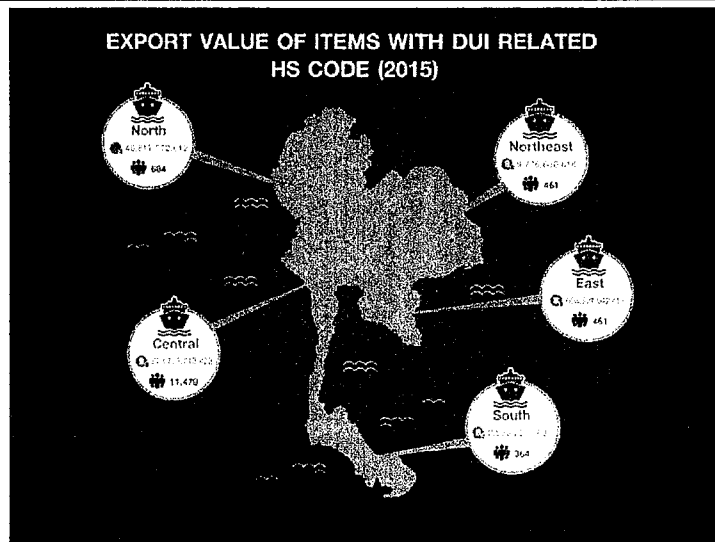 EXPORT VALUE OF ITEMS WITH DUI RELATED
HS CODE (2015)
North
684
Northeast
461
East
461
Central
11,479
South
364